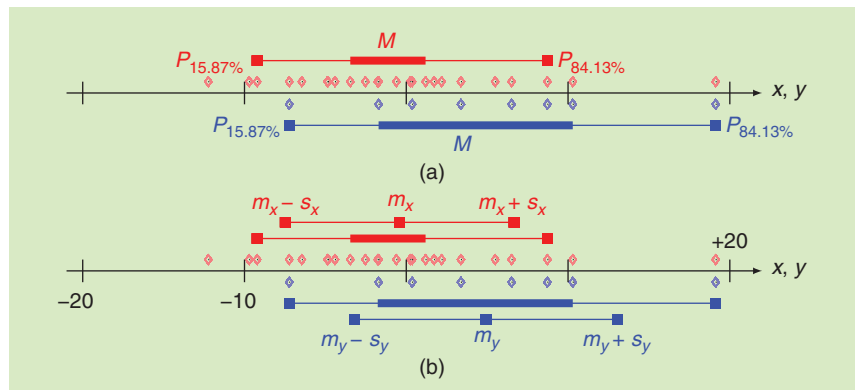 M
P15.87% P84.13%
x, y
P15.87% M P84.13%
(a)
mx – sx mx mx + sx
+20
x, y
–20 –10
my – sy my my + sy
(b)